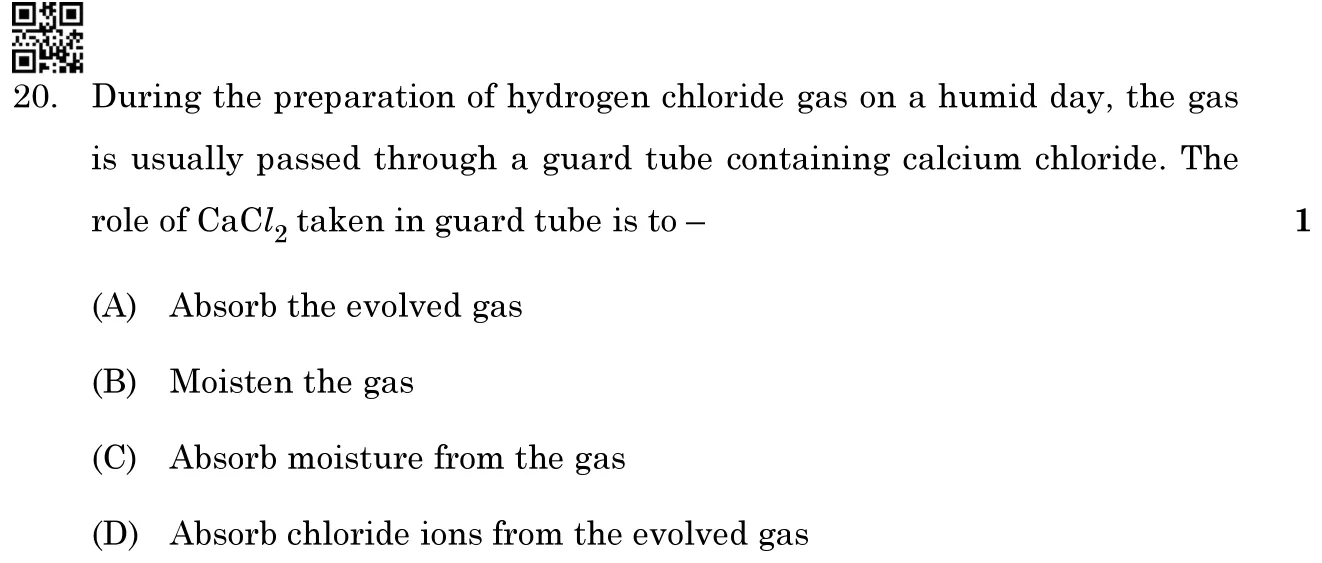 20. During the preparation of hydrogen chloride gas on a humid day, the gas
is usually passed through a guard tube containing calcium chloride. The
role of CaCl₂ taken in guard tube is to – 1
(A) Absorb the evolved gas
(B) Moisten the gas
(C) Absorb moisture from the gas
(D) Absorb chloride ions from the evolved gas